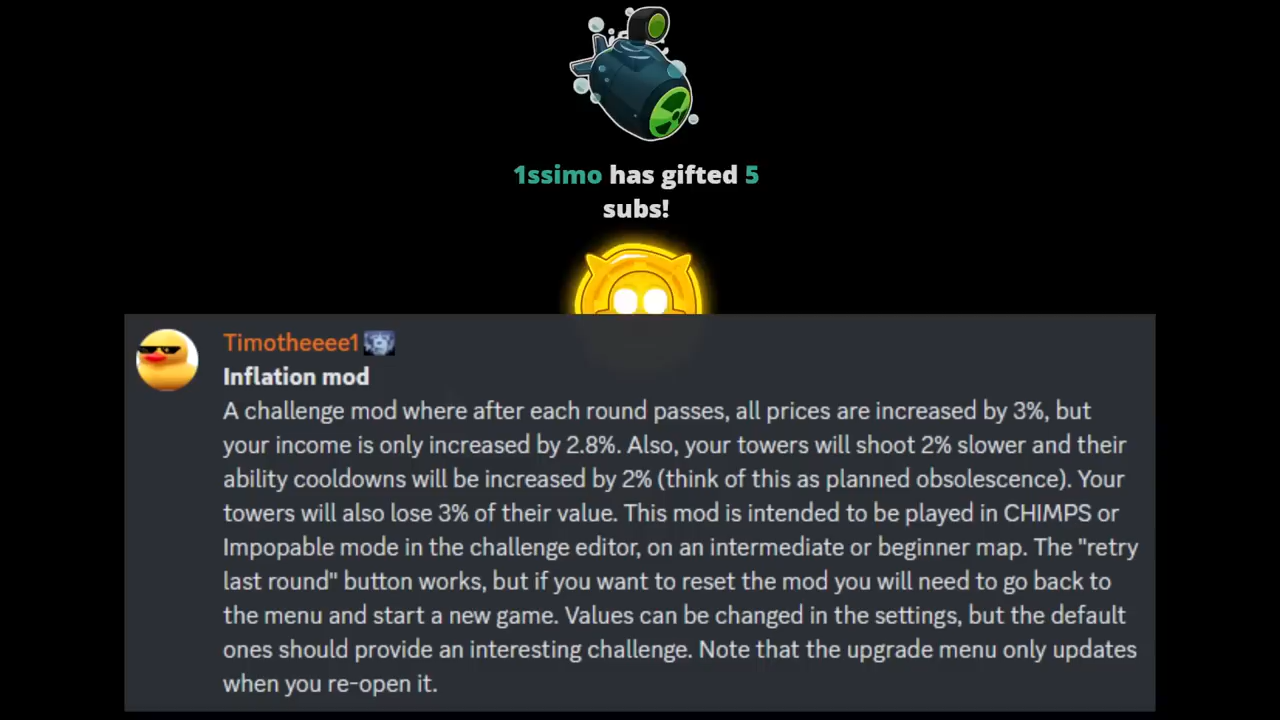 1ssimo has gifted 5
subs!
Timotheeee1
Inflation mod
A challenge mod where after each round passes, all prices are increased by 3%, but
your income is only increased by 2.8%. Also, your towers will shoot 2% slower and their
ability cooldowns will be increased by 2% (think of this as planned obsolescence). Your
towers will also lose 3% of their value. This mod is intended to be played in CHIMPS or
Impopable mode in the challenge editor, on an intermediate or beginner map. The "retry
last round" button works, but if you want to reset the mod you will need to go back to
the menu and start a new game. Values can be changed in the settings, but the default
ones should provide an interesting challenge. Note that the upgrade menu only updates
when you re-open it.